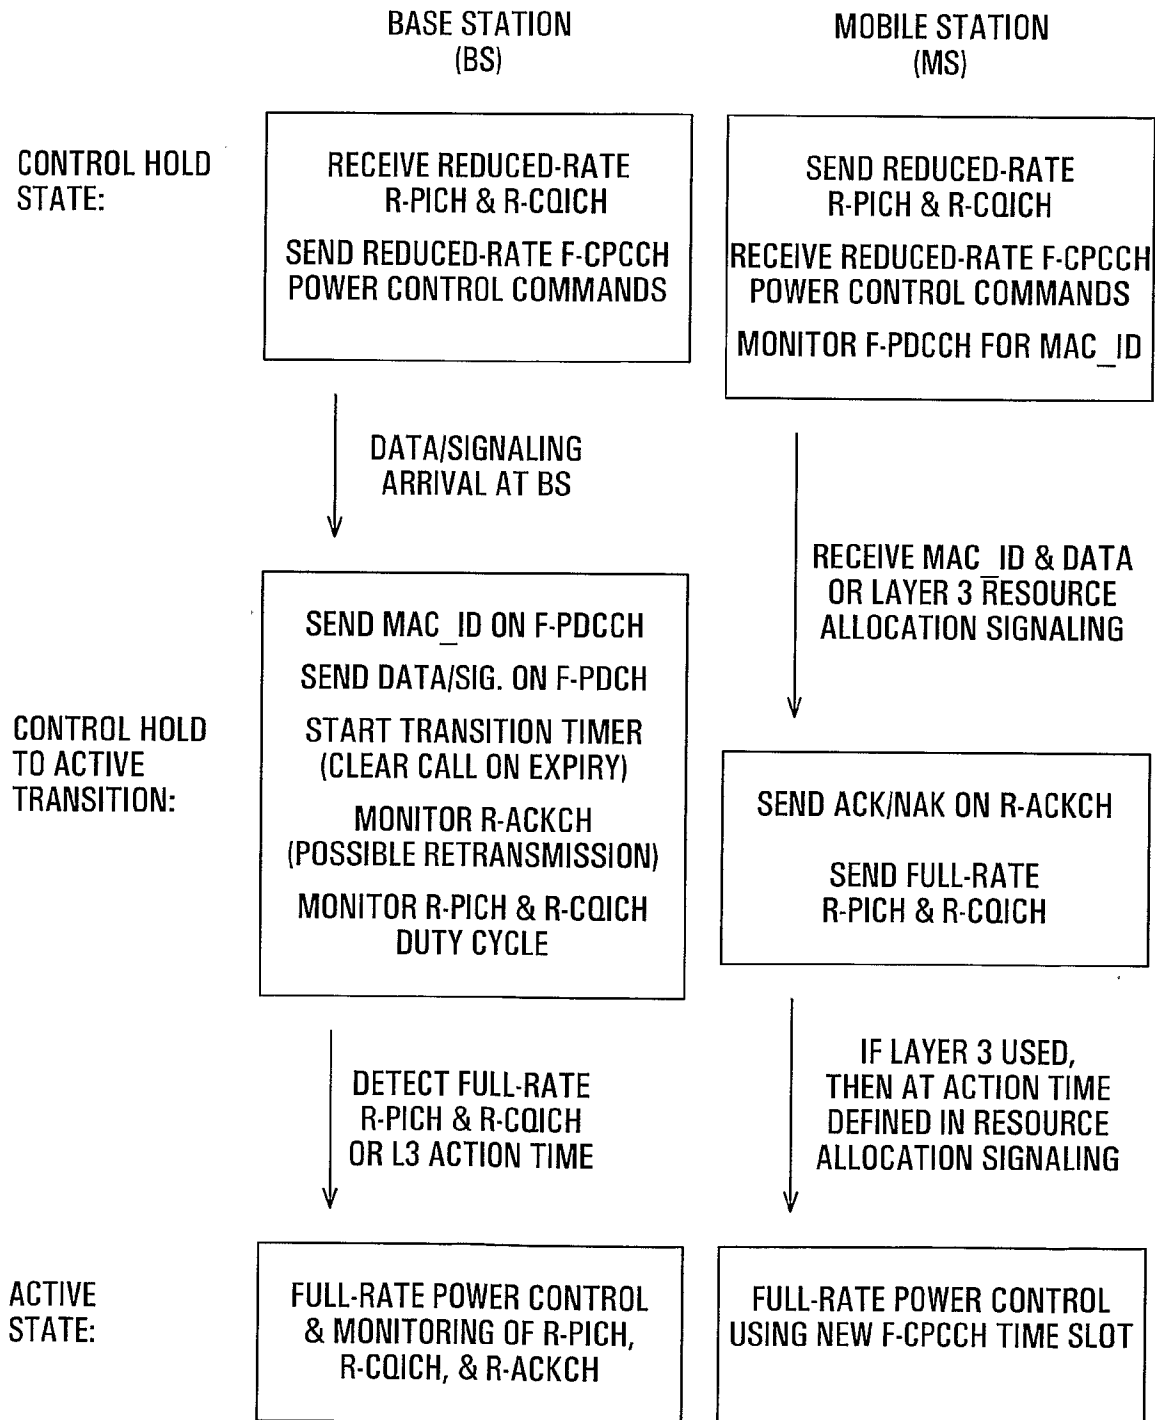 BASE STATION
(BS)
MOBILE STATION
(MS)
CONTROL HOLD
STATE:
RECEIVE REDUCED-RATE
R-PICH & R-CQICH
SEND REDUCED-RATE F-CPCCH
POWER CONTROL COMMANDS
SEND REDUCED-RATE
R-PICH & R-CQICH
RECEIVE REDUCED-RATE F-CPCCH
POWER CONTROL COMMANDS
MONITOR F-PDCCH FOR MAC_ID
DATA/SIGNALING
ARRIVAL AT BS
RECEIVE MAC_ID & DATA
OR LAYER 3 RESOURCE
ALLOCATION SIGNALING
CONTROL HOLD
TO ACTIVE
TRANSITION:
SEND MAC_ID ON F-PDCCH
SEND DATA/SIG. ON F-PDCH
START TRANSITION TIMER
(CLEAR CALL ON EXPIRY)
MONITOR R-ACKCH
(POSSIBLE RETRANSMISSION)
MONITOR R-PICH & R-CQICH
DUTY CYCLE
SEND ACK/NAK ON R-ACKCH
SEND FULL-RATE
R-PICH & R-CQICH
DETECT FULL-RATE
R-PICH & R-CQICH
OR L3 ACTION TIME
IF LAYER 3 USED,
THEN AT ACTION TIME
DEFINED IN RESOURCE
ALLOCATION SIGNALING
ACTIVE
STATE:
FULL-RATE POWER CONTROL
& MONITORING OF R-PICH,
R-CQICH, & R-ACKCH
FULL-RATE POWER CONTROL
USING NEW F-CPCCH TIME SLOT